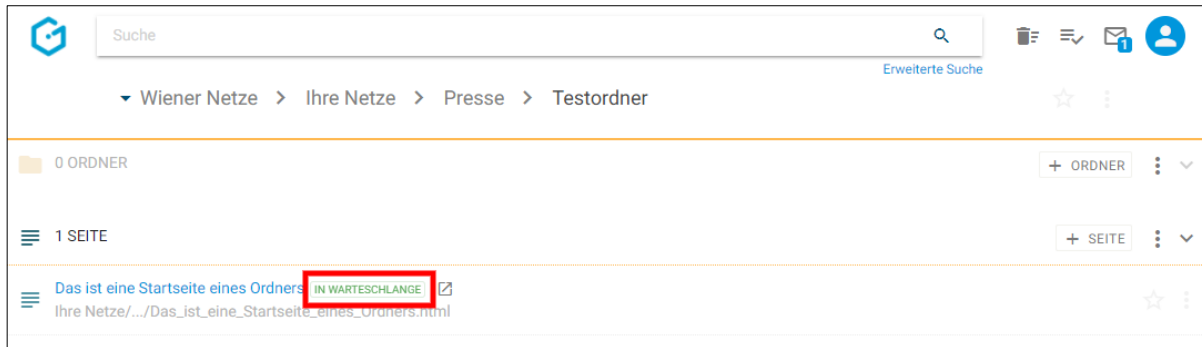 Suche
1
Erweiterte Suche
Wiener Netze > Ihre Netze > Presse > Testordner
0 ORDNER + ORDNER
1 SEITE + SEITE
Das ist eine Startseite eines Ordners IN WARTESCHLANGE
Ihre Netze/.../Das_ist_eine_Startseite_eines_Ordners.html